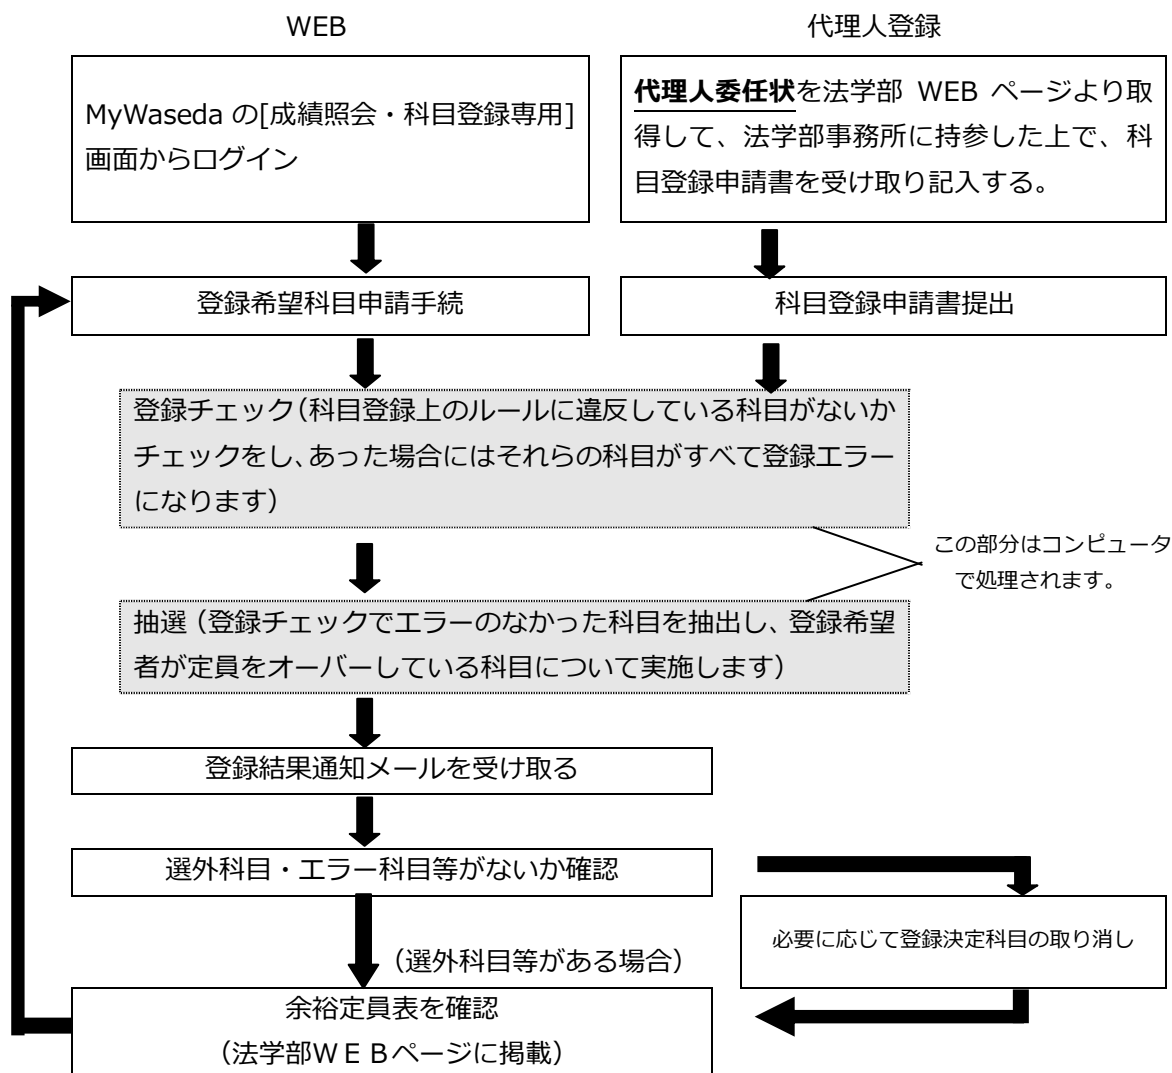 WEB
代理人登録
MyWaseda の[成績照会・科目登録専用]
画面からログイン
代理人委任状を法学部 WEB ページより取
得して、法学部事務所に持参した上で、科
目登録申請書を受け取り記入する。
登録希望科目申請手続
科目登録申請書提出
登録チェック(科目登録上のルールに違反している科目がないか
チェックをし、あった場合にはそれらの科目がすべて登録エラー
になります)
この部分はコンピュータ
で処理されます。
抽選(登録チェックでエラーのなかった科目を抽出し、登録希望
者が定員をオーバーしている科目について実施します)
登録結果通知メールを受け取る
選外科目・エラー科目等がないか確認
必要に応じて登録決定科目の取り消し
(選外科目等がある場合)
余裕定員表を確認
(法学部WEBページに掲載)